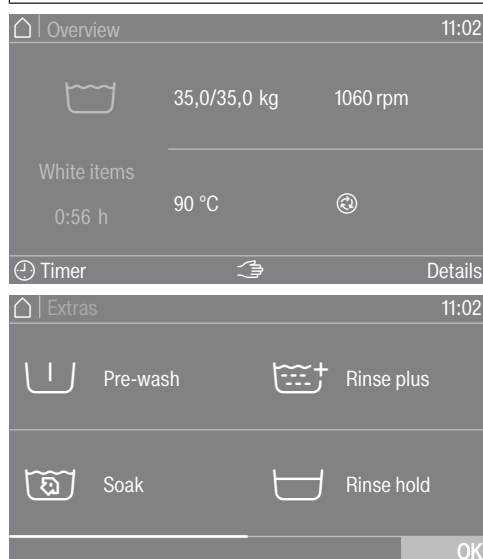 Overview 11:02
35,0/35,0 kg 1060 rpm
White items
0:56 h
90 °C
Timer Details
Extras 11:02
Pre-wash Rinse plus
Soak Rinse hold
OK